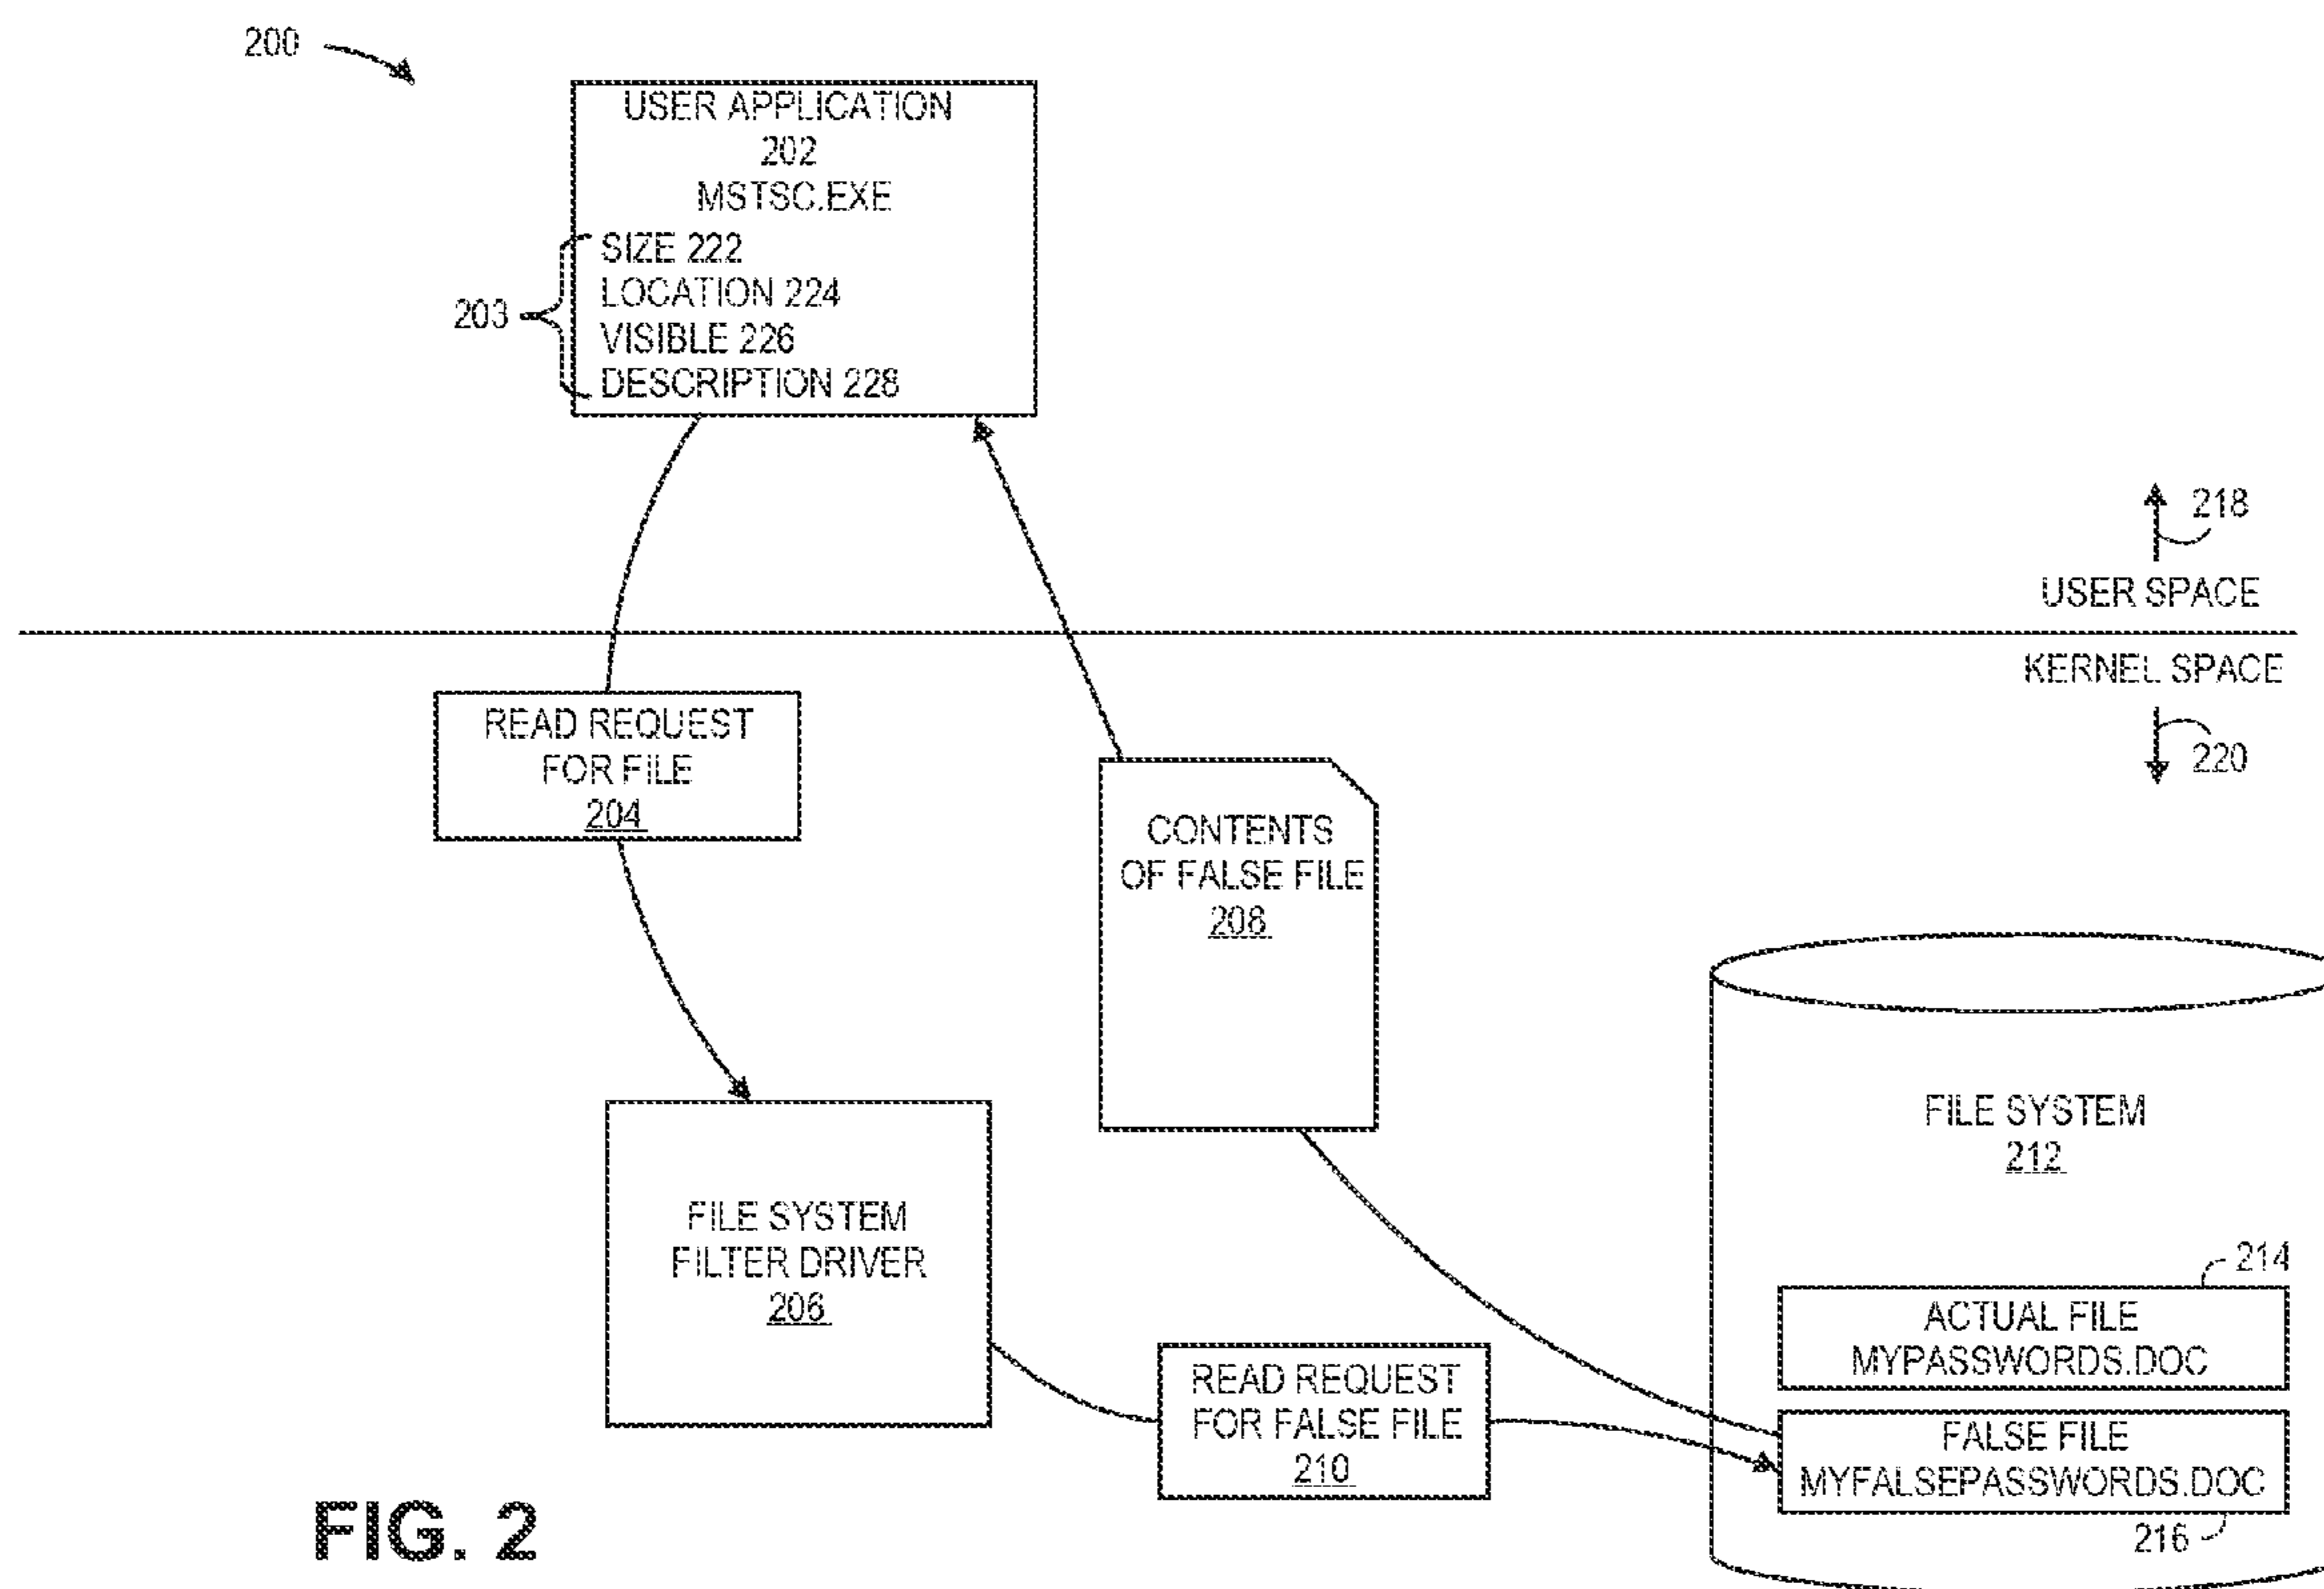 200
USER APPLICATION
202
MSTSC.EXE
SIZE 222
LOCATION 224
VISIBLE 226
DESCRIPTION 228
203
218
USER SPACE
KERNEL SPACE
220
READ REQUEST
FOR FILE
204
CONTENTS
OF FALSE FILE
208
FILE SYSTEM
FILTER DRIVER
206
READ REQUEST
FOR FALSE FILE
210
FILE SYSTEM
212
214
ACTUAL FILE
MYPASSWORDS.DOC
FALSE FILE
MYFALSEPASSWORDS.DOC
216
FIG. 2